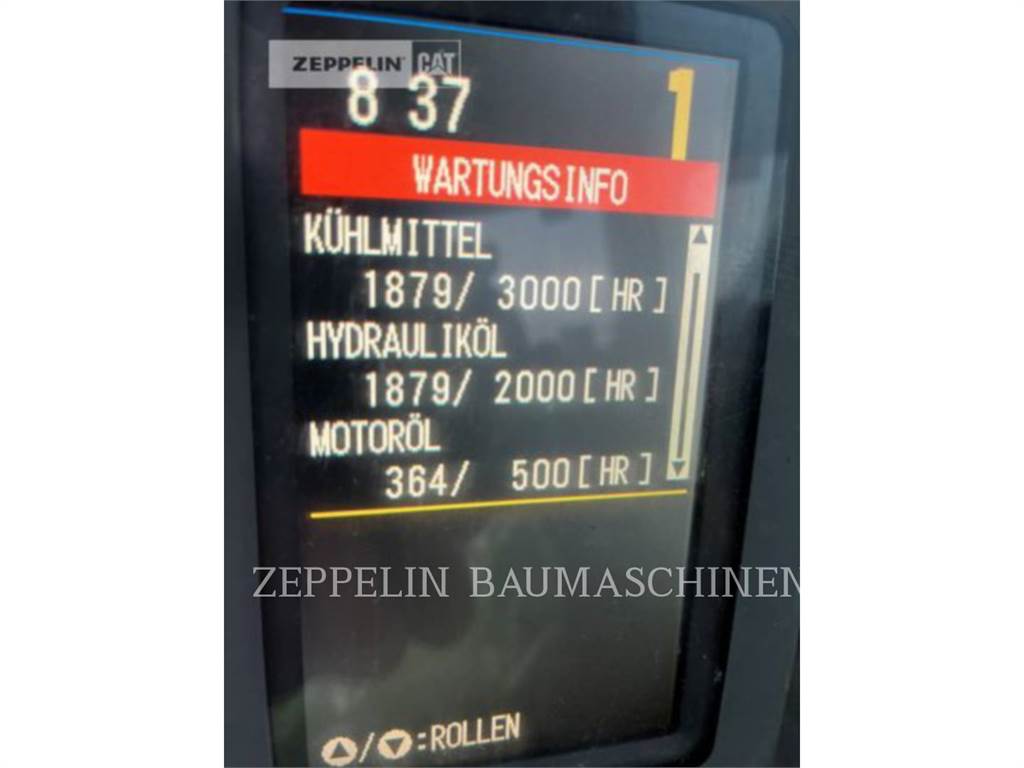 ZEPPELIN CAT
8 37
1
WARTUNGSINFO
KÜHLMITTEL
1879/ 3000[HR]
HYDRAULIKÖL
1879/ 2000[HR]
MOTORÖL
364/ 500[HR]
ZEPPELIN BAUMASCHINEN
▲/▼:ROLLEN